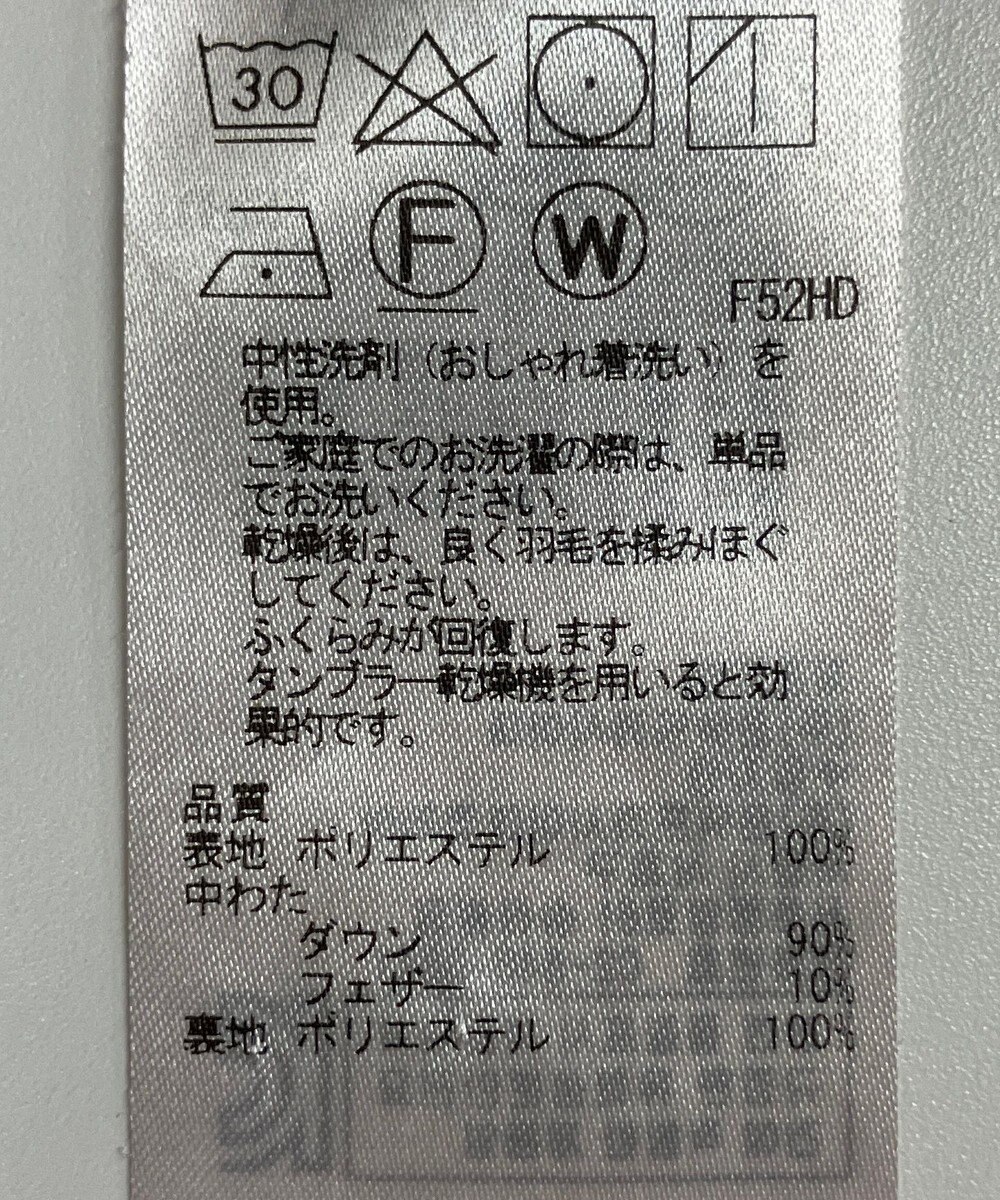 30
F W
F52HD
中性洗剤（おしゃれ着洗い）を
使用。
ご家庭でのお洗濯の際は、単品
でお洗いください。
乾燥後は、良く羽毛を揉みほぐ
してください。
ふくらみが回復します。
タンブラー乾燥機を用いると効
果的です。
品質
表地 ポリエステル 100%
中わた
ダウン 90%
フェザー 10%
裏地 ポリエステル 100%